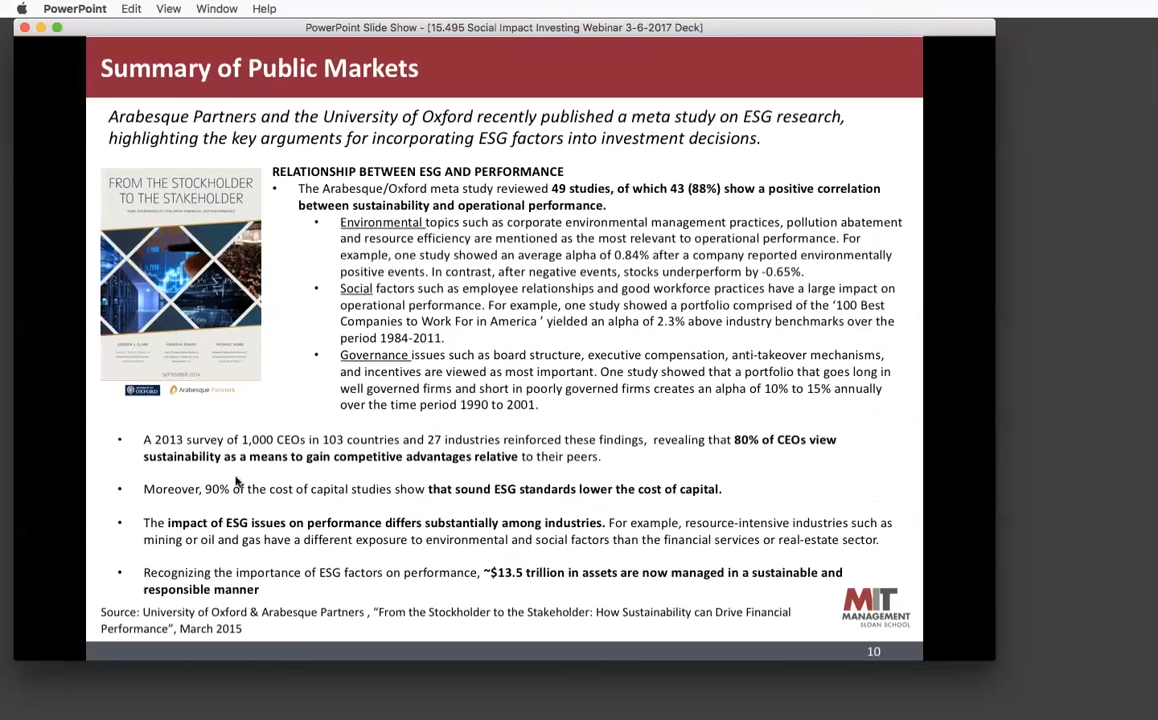 PowerPoint Edit View Window Help
PowerPoint Slide Show - [15.495 Social Impact Investing Webinar 3-6-2017 Deck]
Summary of Public Markets
Arabesque Partners and the University of Oxford recently published a meta study on ESG research,
highlighting the key arguments for incorporating ESG factors into investment decisions.
FROM THE STOCKHOLDER
TO THE STAKEHOLDER
SEPTEMBER 2014
OXFORD Arabesque Partners
RELATIONSHIP BETWEEN ESG AND PERFORMANCE
• The Arabesque/Oxford meta study reviewed 49 studies, of which 43 (88%) show a positive correlation
between sustainability and operational performance.
• Environmental topics such as corporate environmental management practices, pollution abatement
and resource efficiency are mentioned as the most relevant to operational performance. For
example, one study showed an average alpha of 0.84% after a company reported environmentally
positive events. In contrast, after negative events, stocks underperform by -0.65%.
• Social factors such as employee relationships and good workforce practices have a large impact on
operational performance. For example, one study showed a portfolio comprised of the ‘100 Best
Companies to Work For in America ’ yielded an alpha of 2.3% above industry benchmarks over the
period 1984-2011.
• Governance issues such as board structure, executive compensation, anti-takeover mechanisms,
and incentives are viewed as most important. One study showed that a portfolio that goes long in
well governed firms and short in poorly governed firms creates an alpha of 10% to 15% annually
over the time period 1990 to 2001.
• A 2013 survey of 1,000 CEOs in 103 countries and 27 industries reinforced these findings, revealing that 80% of CEOs view
sustainability as a means to gain competitive advantages relative to their peers.
• Moreover, 90% of the cost of capital studies show that sound ESG standards lower the cost of capital.
• The impact of ESG issues on performance differs substantially among industries. For example, resource-intensive industries such as
mining or oil and gas have a different exposure to environmental and social factors than the financial services or real-estate sector.
• Recognizing the importance of ESG factors on performance, ~$13.5 trillion in assets are now managed in a sustainable and
responsible manner
Source: University of Oxford & Arabesque Partners , “From the Stockholder to the Stakeholder: How Sustainability can Drive Financial
Performance”, March 2015
MIT
MANAGEMENT
SLOAN SCHOOL
10